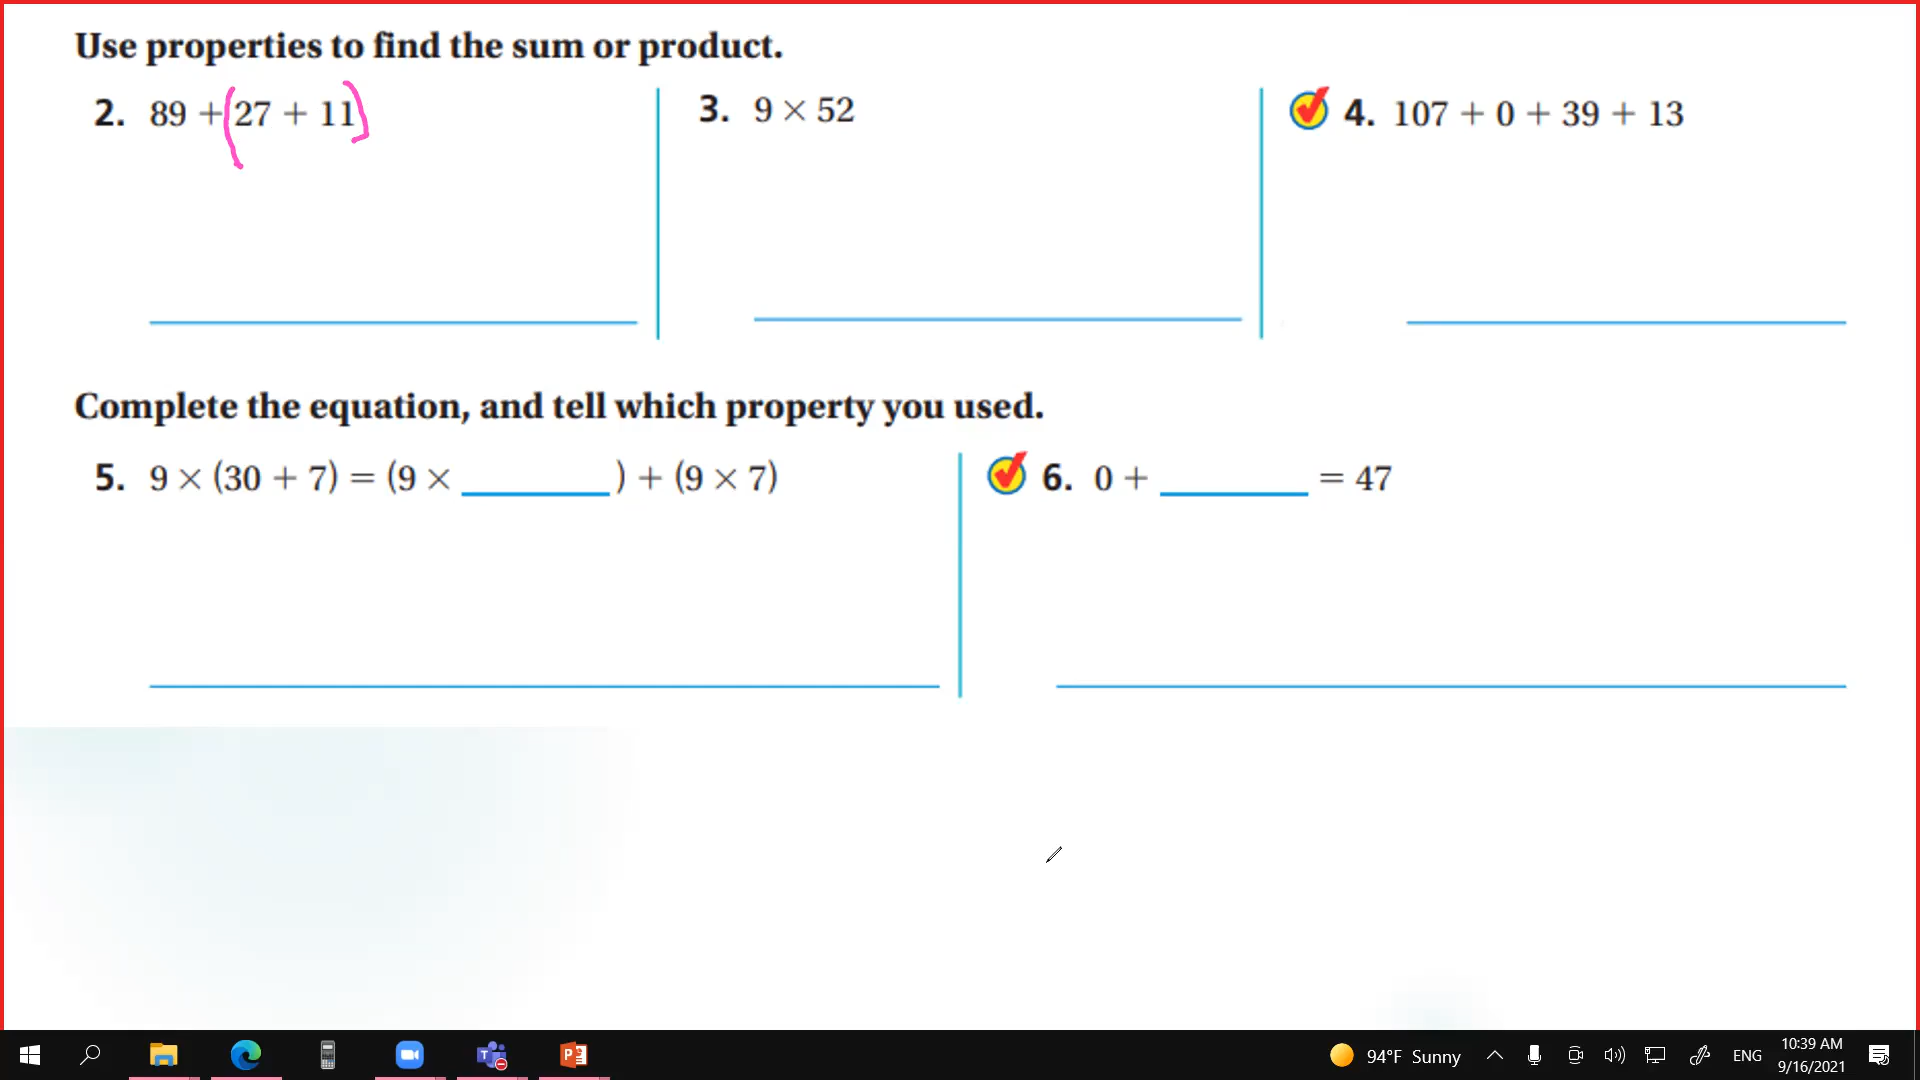 Use properties to find the sum or product.
2. 89 + (27 + 11)
3. 9 × 52
4. 107 + 0 + 39 + 13
Complete the equation, and tell which property you used.
5. 9 × (30 + 7) = (9 × ________ ) + (9 × 7)
6. 0 + ________ = 47
94°F Sunny
ENG
10:39 AM
9/16/2021